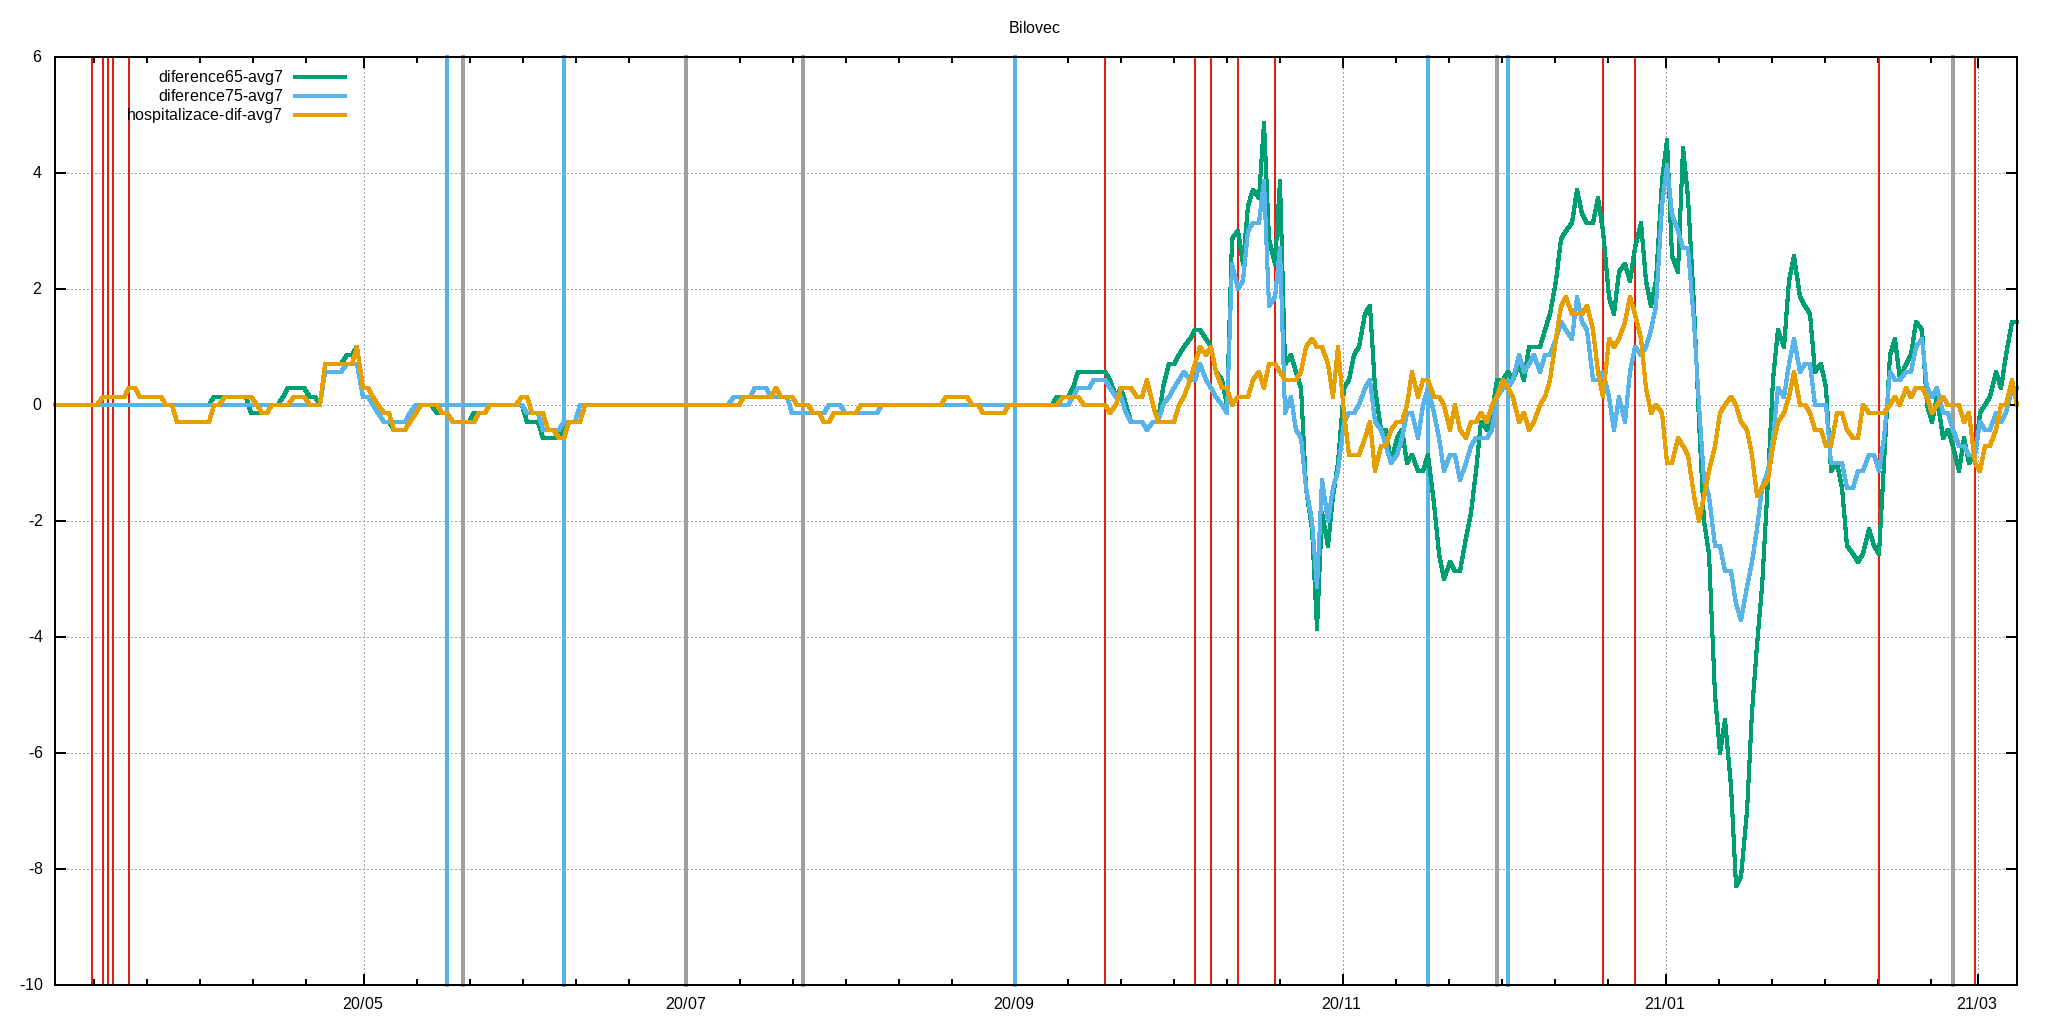 Bilovec
6
diference65-avg7
diference75-avg7
hospitalizace-dif-avg7
4
2
0
-2
-4
-6
-8
-10
20/05 20/07 20/09 20/11 21/01 21/03